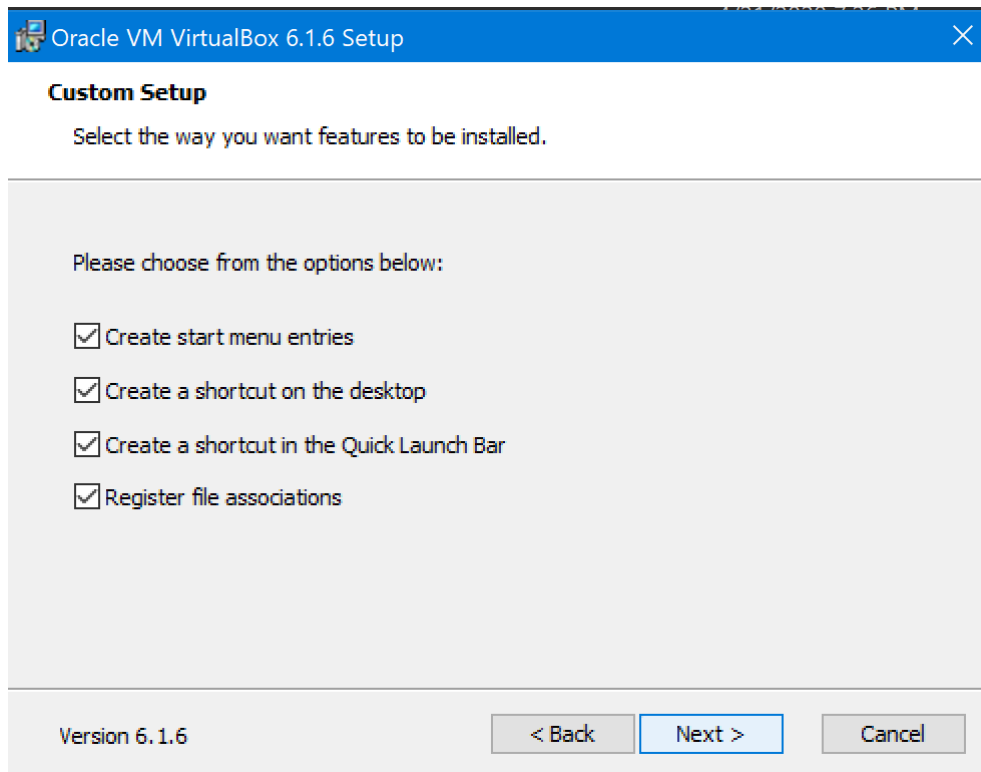 Oracle VM VirtualBox 6.1.6 Setup
Custom Setup
Select the way you want features to be installed.
Please choose from the options below:
Create start menu entries
Create a shortcut on the desktop
Create a shortcut in the Quick Launch Bar
Register file associations
Version 6.1.6
< Back
Next >
Cancel